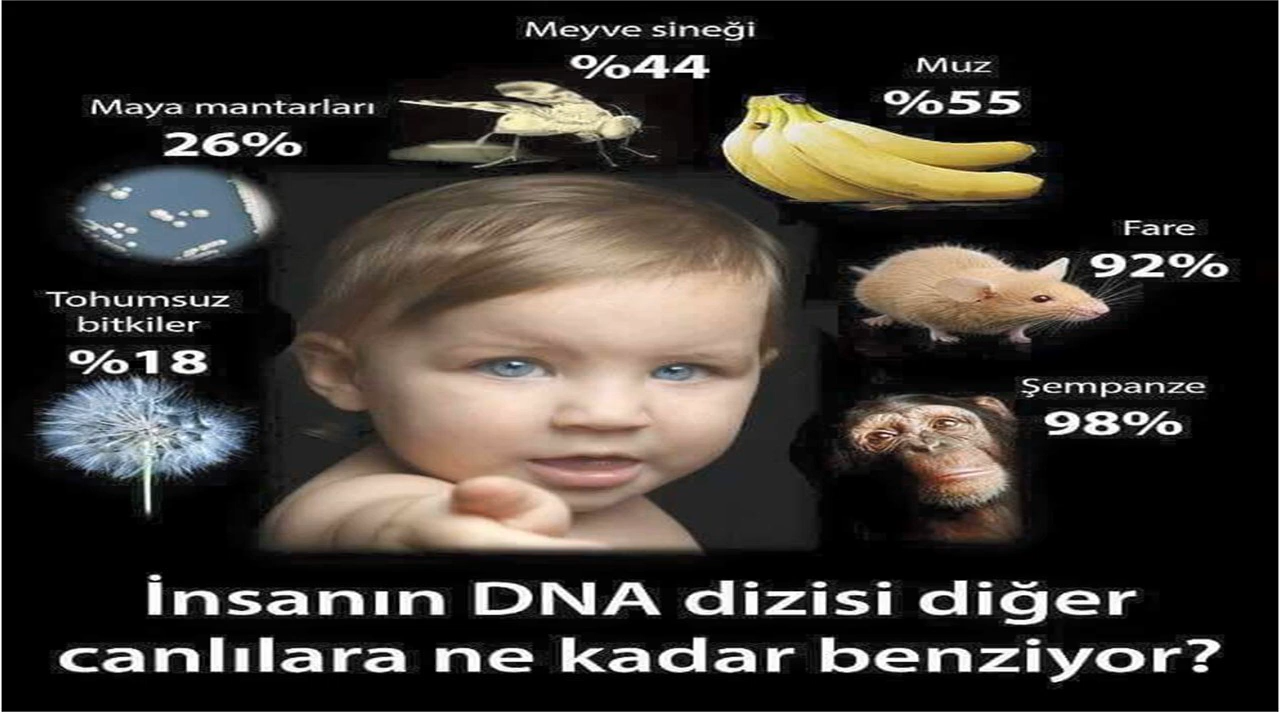 Meyve sineği
%44
Muz
%55
Maya mantarları
26%
Fare
92%
Tohumsuz
bitkiler
%18
Şempanze
98%
İnsanın DNA dizisi diğer
canlılara ne kadar benziyor?